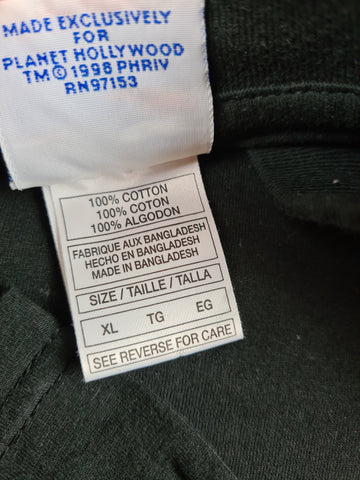 MADE EXCLUSIVELY
FOR
PLANET HOLLYWOOD
TM © 1998 PHRIV
RN97153
100% COTTON
100% COTON
100% ALGODON
FABRIQUE AUX BANGLADESH
HECHO EN BANGLADESH
MADE IN BANGLADESH
SIZE / TAILLE / TALLA
XL TG EG
SEE REVERSE FOR CARE